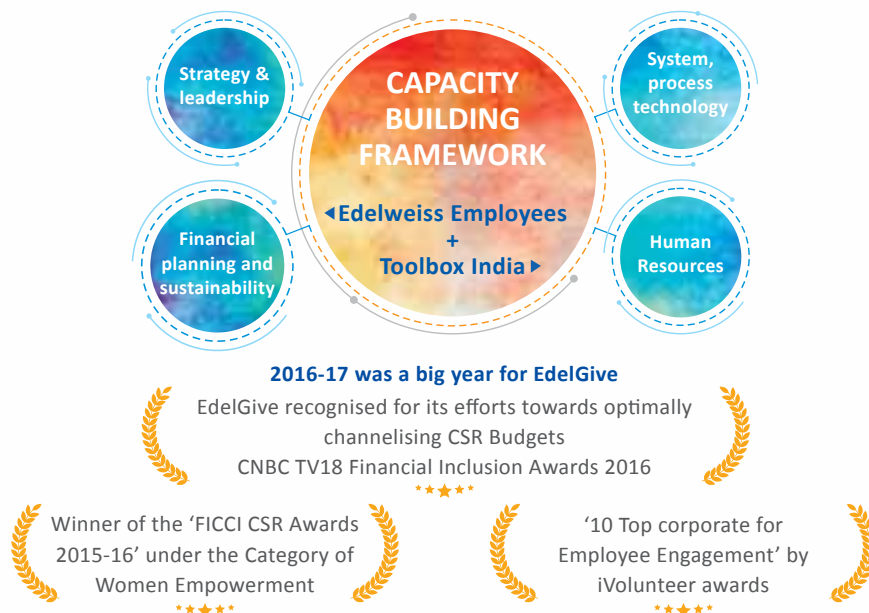 Strategy &
leadership
CAPACITY
BUILDING
FRAMEWORK
Edelweiss Employees
+
Toolbox India
System,
process
technology
Financial
planning and
sustainability
Human
Resources
2016-17 was a big year for EdelGive
EdelGive recognised for its efforts towards optimally
channelising CSR Budgets
CNBC TV18 Financial Inclusion Awards 2016
Winner of the ‘FICCI CSR Awards
2015-16’ under the Category of
Women Empowerment
‘10 Top corporate for
Employee Engagement’ by
iVolunteer awards